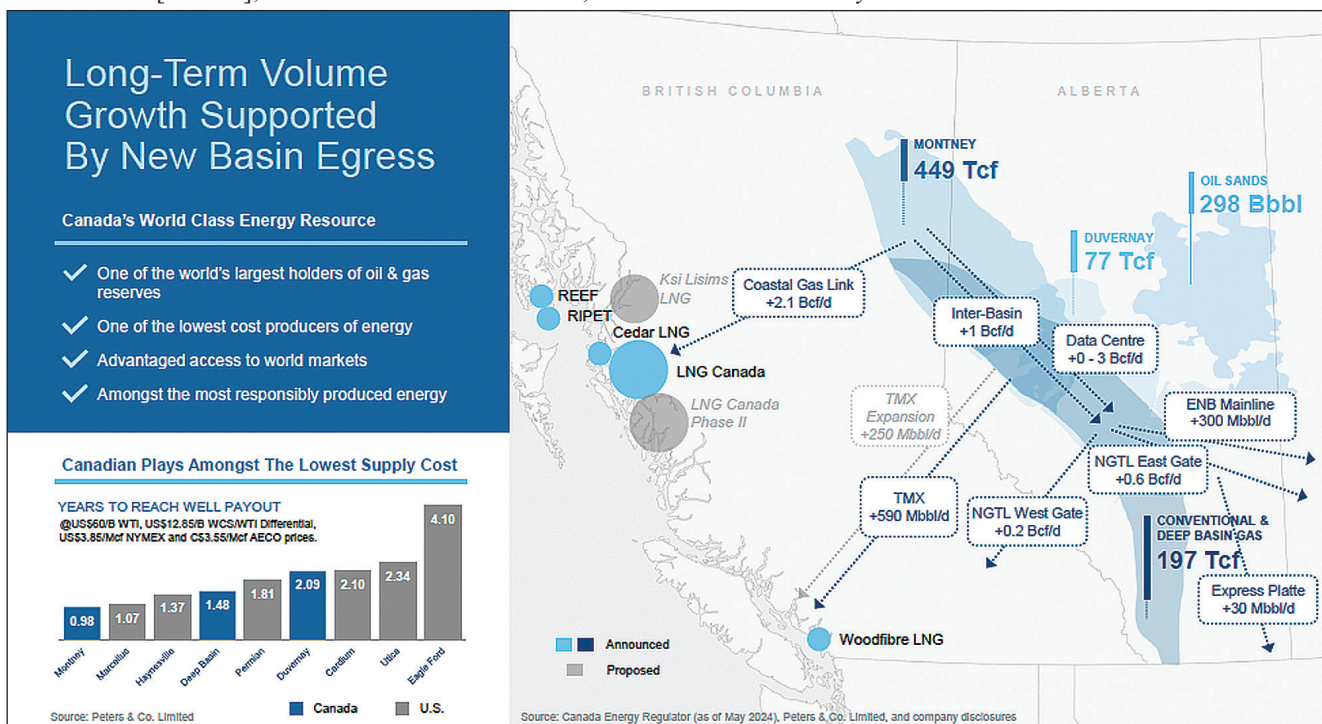 Long-Term Volume
Growth Supported
By New Basin Egress
Canada's World Class Energy Resource
One of the world's largest holders of oil & gas
reserves
One of the lowest cost producers of energy
Advantaged access to world markets
Amongst the most responsibly produced energy
Canadian Plays Amongst The Lowest Supply Cost
YEARS TO REACH WELL PAYOUT
@US$60/B WTI, US$12.85/B WCS/WTI Differential,
US$3.85/Mcf NYMEX and C$3.55/Mcf AECO prices.
0.98
1.07
1.37
1.48
1.81
2.09
2.10
2.34
4.10
Montney
Marcellus
Haynesville
Deep Basin
Permian
Duvernay
Cardium
Utica
Eagle Ford
Canada
U.S.
Source: Peters & Co. Limited
BRITISH COLUMBIA
ALBERTA
MONTNEY
449 Tcf
OIL SANDS
298 Bbbl
DUVERNAY
77 Tcf
Ksi Lisims
LNG
REEF
RIPET
Cedar LNG
LNG Canada
LNG Canada
Phase II
Coastal Gas Link
+2.1 Bcf/d
Inter-Basin
+1 Bcf/d
Data Centre
+0 - 3 Bcf/d
TMX
Expansion
+250 Mbbl/d
ENB Mainline
+300 Mbbl/d
NGTL East Gate
+0.6 Bcf/d
TMX
+590 Mbbl/d
NGTL West Gate
+0.2 Bcf/d
CONVENTIONAL &
DEEP BASIN GAS
197 Tcf
Express Platte
+30 Mbbl/d
Woodfibre LNG
Announced
Proposed
Source: Canada Energy Regulator (as of May 2024), Peters & Co. Limited, and company disclosures